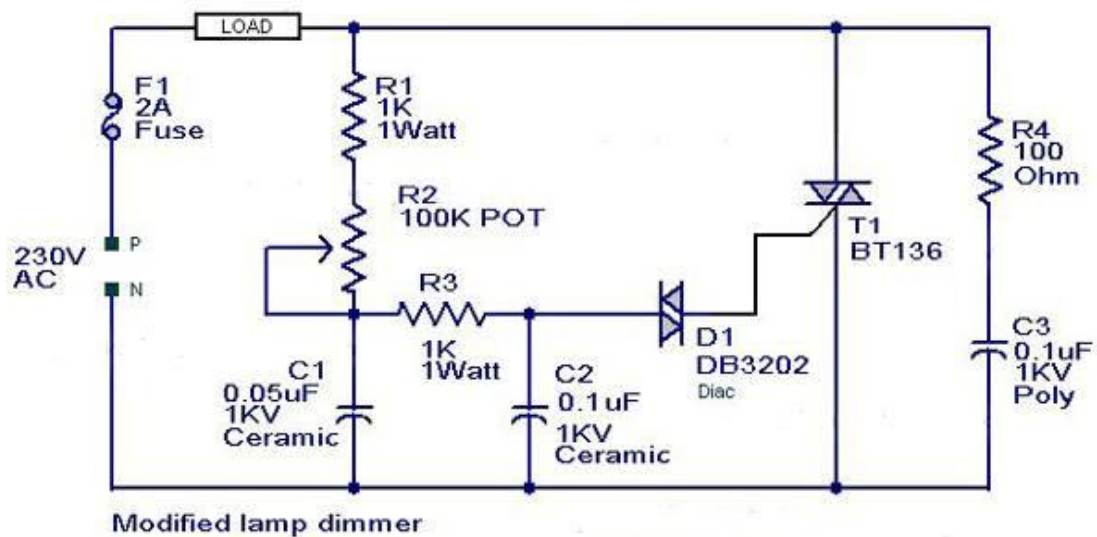 LOAD
F1
2A
Fuse
R1
1K
1Watt
R4
100
Ohm
R2
100K POT
T1
BT136
230V
AC
P
N
R3
1K
1Watt
D1
DB3202
Diac
C1
0.05uF
1KV
Ceramic
C2
0.1uF
1KV
Ceramic
C3
0.1uF
1KV
Poly
Modified lamp dimmer